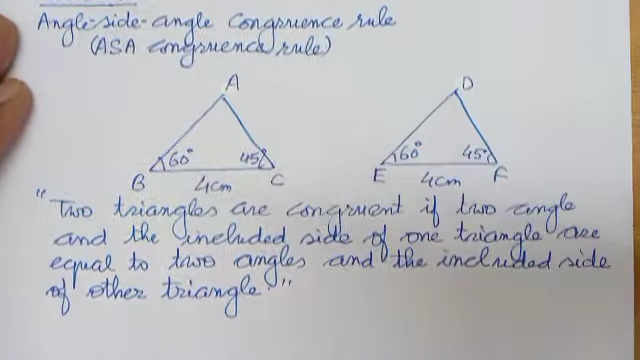 Angle-side-angle congruence rule
(ASA congruence rule)
A
D
60°
45°
60°
45°
B
4cm
C
E
4cm
F
"Two triangles are congruent if two angle
and the included side of one triangle are
equal to two angles and the included side
of other triangle."